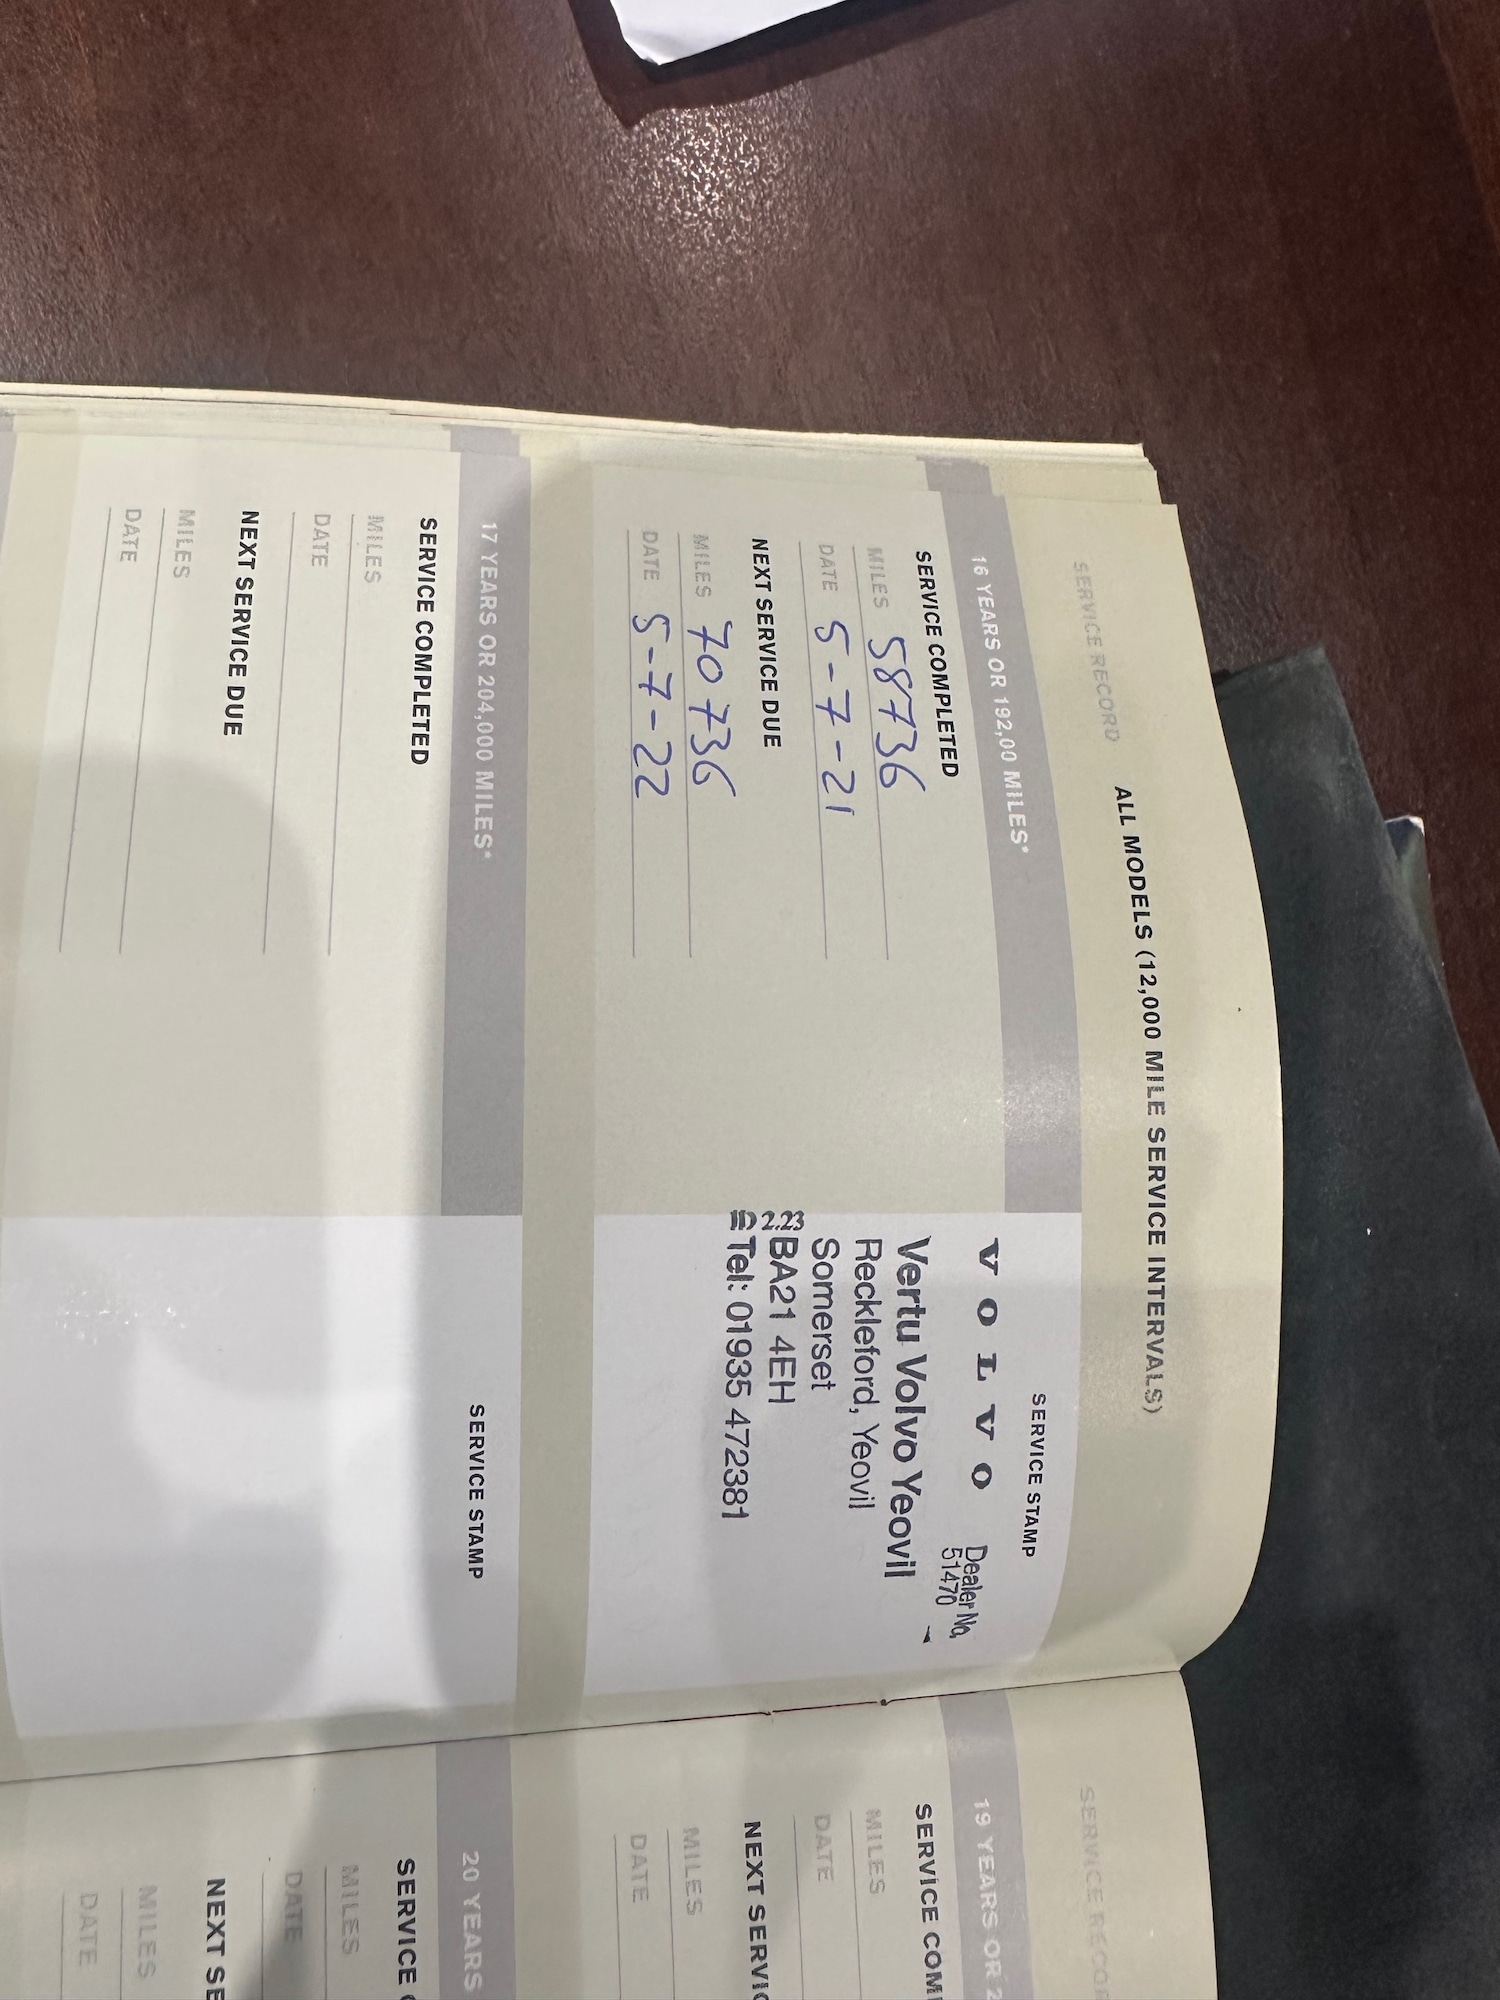 SERVICE RECORD
ALL MODELS (12,000 MILE SERVICE INTERVALS)
16 YEARS OR 192,00 MILES*
SERVICE STAMP
SERVICE COMPLETED
MILES 58736
DATE 5-7-21
NEXT SERVICE DUE
MILES 70736
DATE 5-7-22
VOLVO
Dealer No,
51470
Vertu Volvo Yeovil
Reckleford, Yeovil
Somerset
2.23 BA21 4EH
Tel: 01935 472381
17 YEARS OR 204,000 MILES*
SERVICE STAMP
SERVICE COMPLETED
MILES
DATE
NEXT SERVICE DUE
MILES
DATE
SERVICE RECO
19 YEARS OR 2
SERVICE COM
MILES
DATE
NEXT SERVIC
MILES
DATE
20 YEARS
SERVICE
MILES
DATE
NEXT SE
MILES
DATE